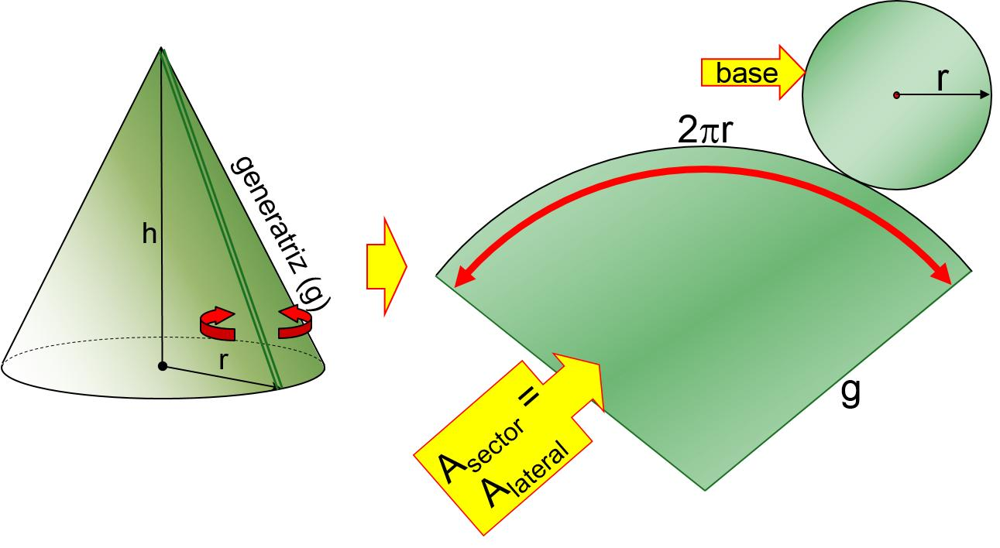 h
generatriz (g)
r
base
r
2πr
g
Asector =
Alateral